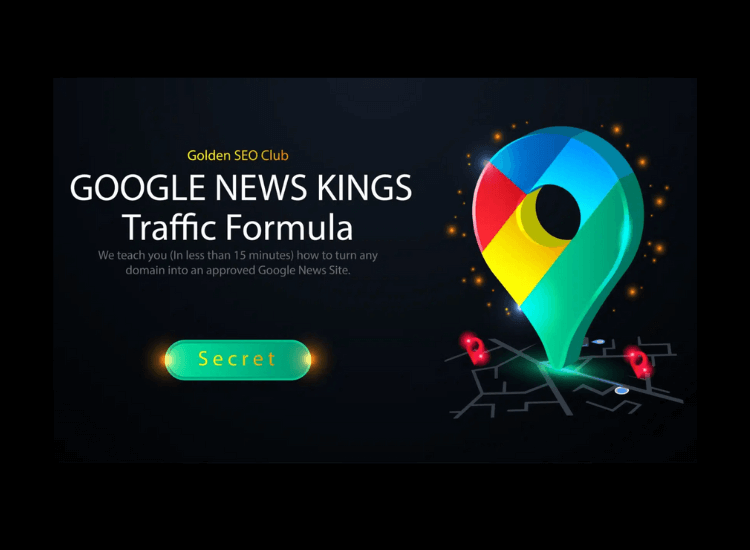 Golden SEO Club
GOOGLE NEWS KINGS
Traffic Formula
We teach you (In less than 15 minutes) how to turn any
domain into an approved Google News Site.
Secret